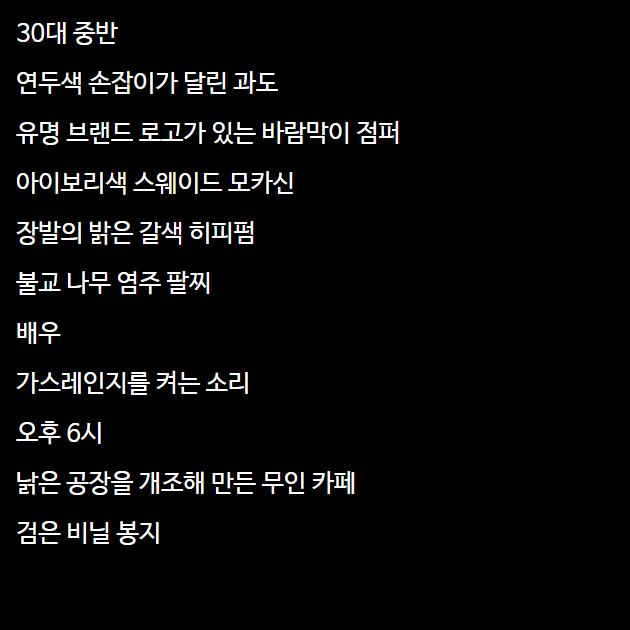 30대 중반
연두색 손잡이가 달린 과도
유명 브랜드 로고가 있는 바람막이 점퍼
아이보리색 스웨이드 모카신
장발의 밝은 갈색 히피펌
불교 나무 염주 팔찌
배우
가스레인지를 켜는 소리
오후 6시
낡은 공장을 개조해 만든 무인 카페
검은 비닐 봉지